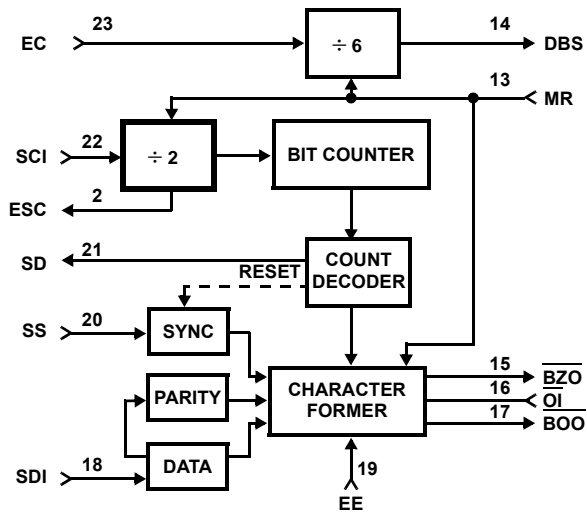 EC 23 ÷ 6 14 DBS
13 MR
SCI 22 ÷ 2 BIT COUNTER
ESC 2
SD 21 COUNT
DECODER
RESET
SS 20 SYNC
CHARACTER
FORMER
15 BZO
16 OI
17 BOO
PARITY
SDI 18 DATA
19
EE